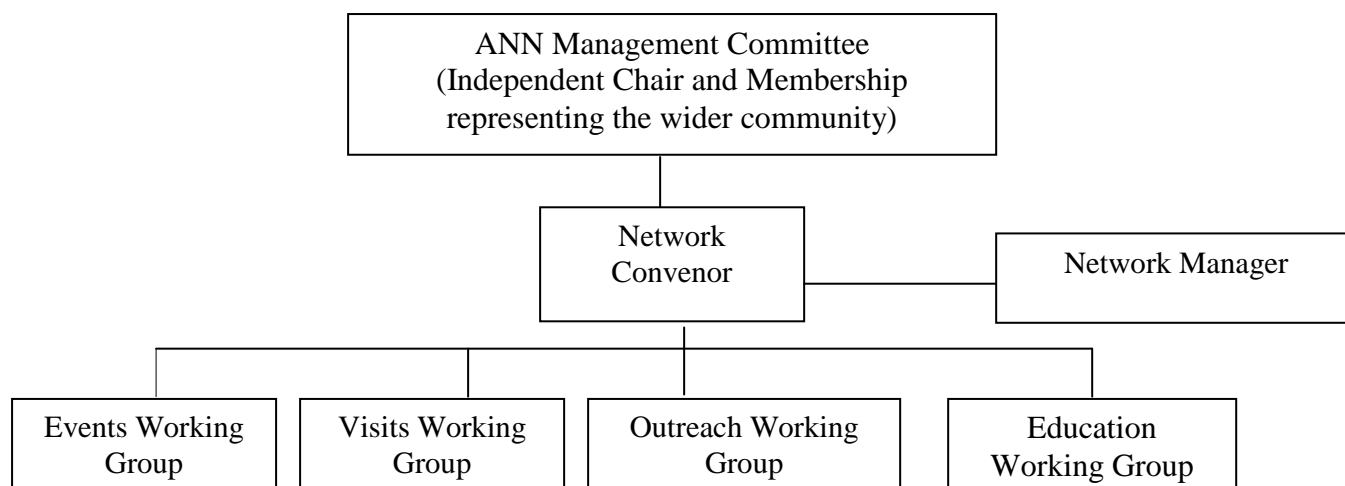 ANN Management Committee
(Independent Chair and Membership
representing the wider community)
Network
Convenor
Network Manager
Events Working
Group
Visits Working
Group
Outreach Working
Group
Education
Working Group